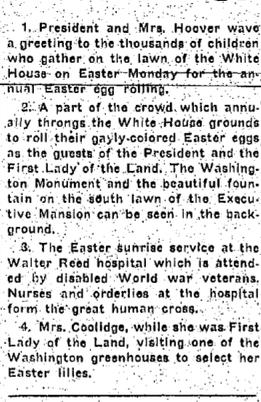 1. President and Mrs. Hoover wave
a greeting to the thousands of children
who gather on the lawn of the White
House on Easter Monday for the an-
nual Easter egg rolling.
2. A part of the crowd which annu-
ally throngs the White House grounds
to roll their gayly-colored Easter eggs
as the guests of the President and the
First Lady of the Land. The Washing-
ton Monument and the beautiful foun-
tain on the south lawn of the Execu-
tive Mansion can be seen in the back-
ground.
3. The Easter sunrise service at the
Walter Reed hospital which is attend-
ed by disabled World war veterans.
Nurses and orderlies at the hospital
form the great human cross.
4. Mrs. Coolidge, while she was First
Lady of the Land, visiting one of the
Washington greenhouses to select her
Easter lilies.